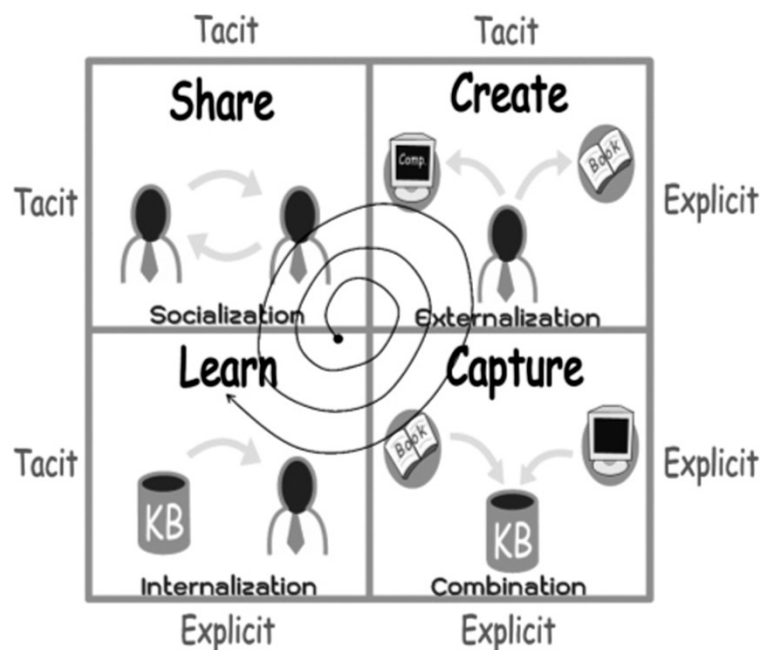 Tacit
Tacit
Share
Create
Comp.
Book
Tacit
Explicit
Socialization
Externalization
Learn
Capture
Book
Tacit
Explicit
KB
KB
Internalization
Combination
Explicit
Explicit